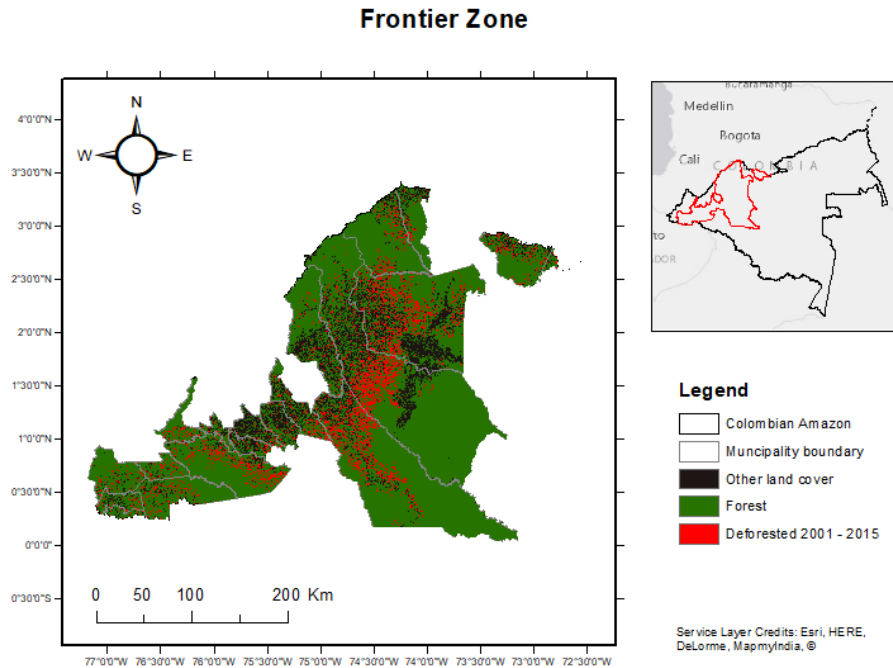 Frontier Zone
N
W E
S
4°0'0"N
3°30'0"N
3°0'0"N
2°30'0"N
2°0'0"N
1°30'0"N
1°0'0"N
0°30'0"N
0°0'0"
0°30'0"S
0 50 100 200 Km
77°0'0"W 76°30'0"W 76°0'0"W 75°30'0"W 75°0'0"W 74°30'0"W 74°0'0"W 73°30'0"W 73°0'0"W 72°30'0"W
Bucaramanga
Medellin
Bogota
Cali
COLOMBIA
Legend
Colombian Amazon
Muncipality boundary
Other land cover
Forest
Deforested 2001 - 2015
Service Layer Credits: Esri, HERE,
DeLorme, MapmyIndia, ©